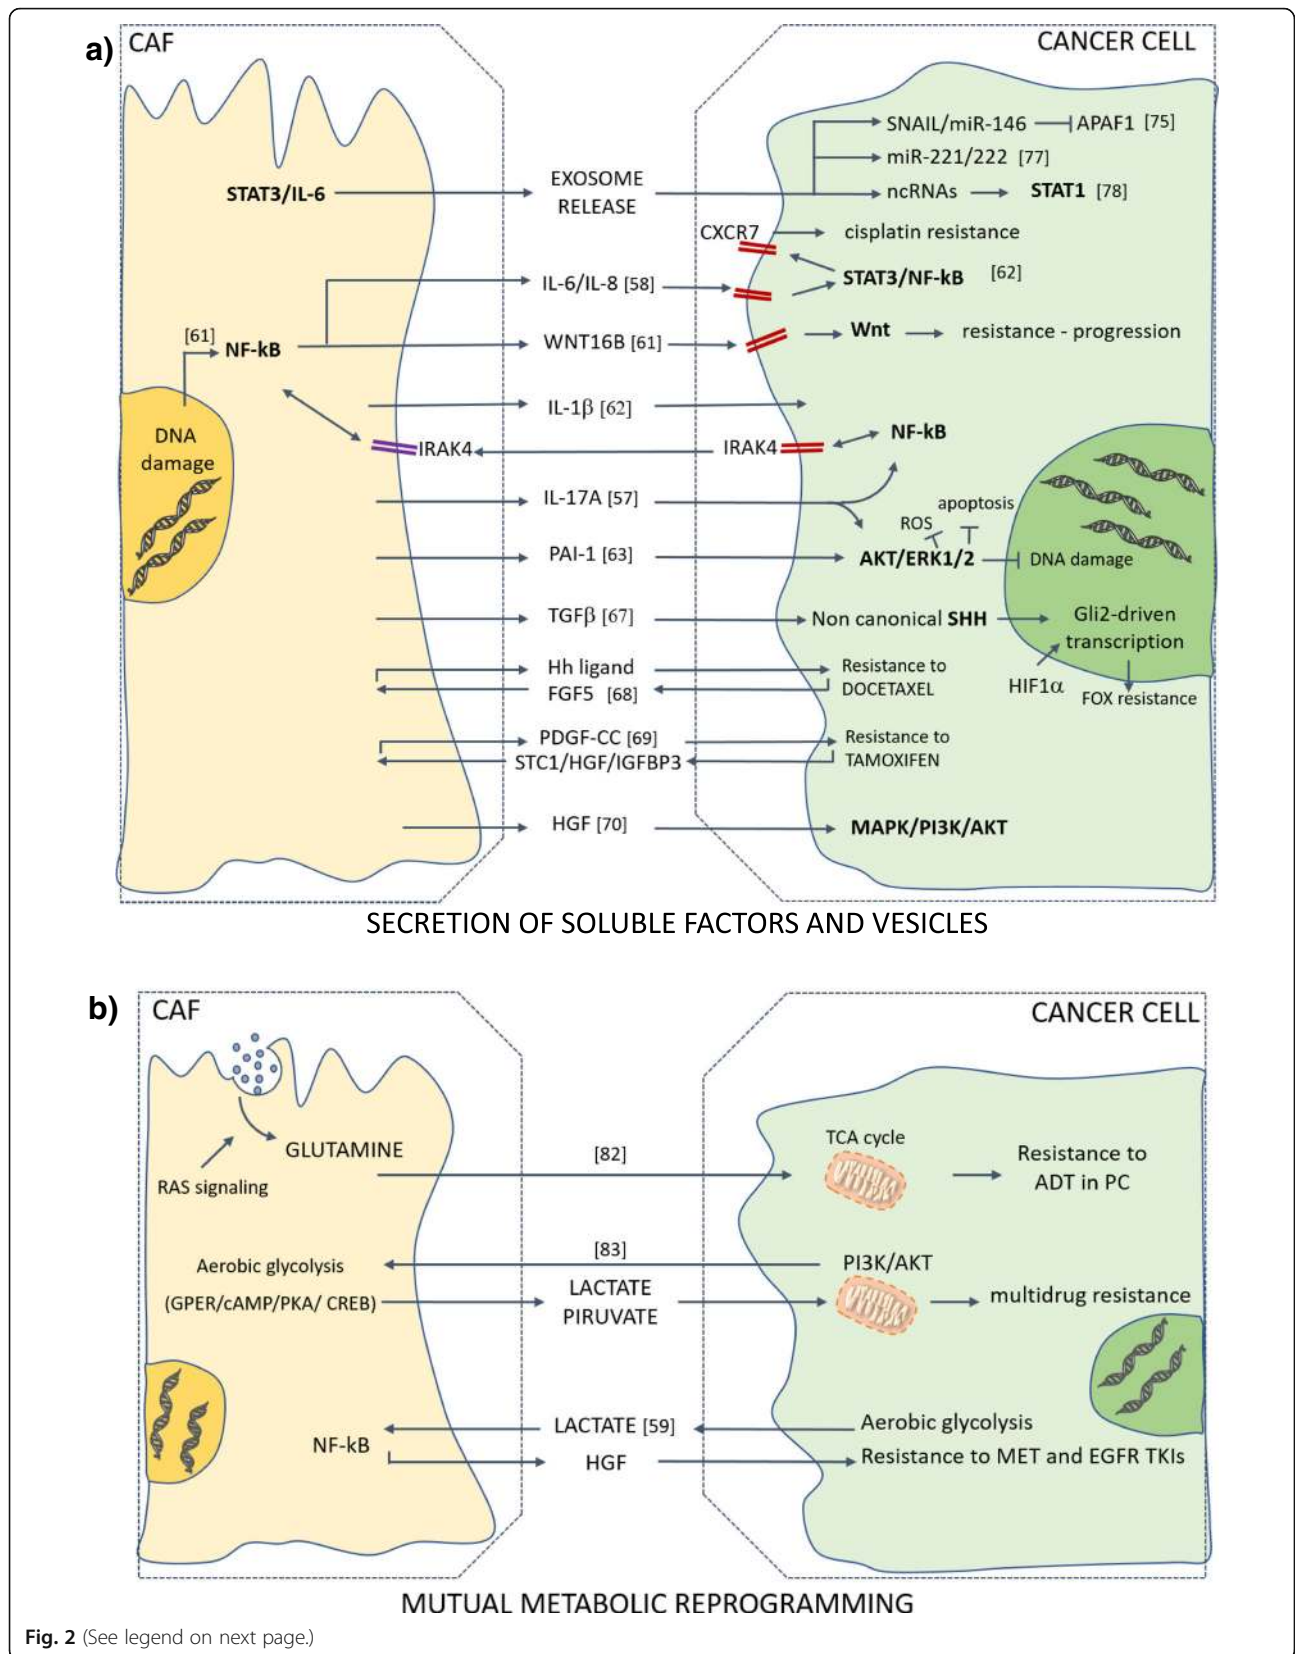 a)
CAF
CANCER CELL
SNAIL/miR-146
APAF1 [75]
miR-221/222 [77]
STAT3/IL-6
EXOSOME
RELEASE
ncRNAs
STAT1 [78]
CXCR7
cisplatin resistance
IL-6/IL-8 [58]
STAT3/NF-kB
[62]
[61]
NF-kB
WNT16B [61]
Wnt
resistance - progression
IL-1β [62]
DNA
damage
IRAK4
IRAK4
NF-kB
IL-17A [57]
apoptosis
ROS
PAI-1 [63]
AKT/ERK1/2
DNA damage
TGFβ [67]
Non canonical SHH
Gli2-driven
transcription
Hh ligand
FGF5 [68]
Resistance to
DOCETAXEL
HIF1α
FOX resistance
PDGF-CC [69]
STC1/HGF/IGFBP3
Resistance to
TAMOXIFEN
HGF [70]
MAPK/PI3K/AKT
SECRETION OF SOLUBLE FACTORS AND VESICLES
b)
CAF
CANCER CELL
GLUTAMINE
RAS signaling
[82]
TCA cycle
Resistance to
ADT in PC
[83]
Aerobic glycolysis
(GPER/cAMP/PKA/ CREB)
LACTATE
PIRUVATE
PI3K/AKT
multidrug resistance
NF-kB
LACTATE [59]
HGF
Aerobic glycolysis
Resistance to MET and EGFR TKIs
MUTUAL METABOLIC REPROGRAMMING
Fig. 2 (See legend on next page.)